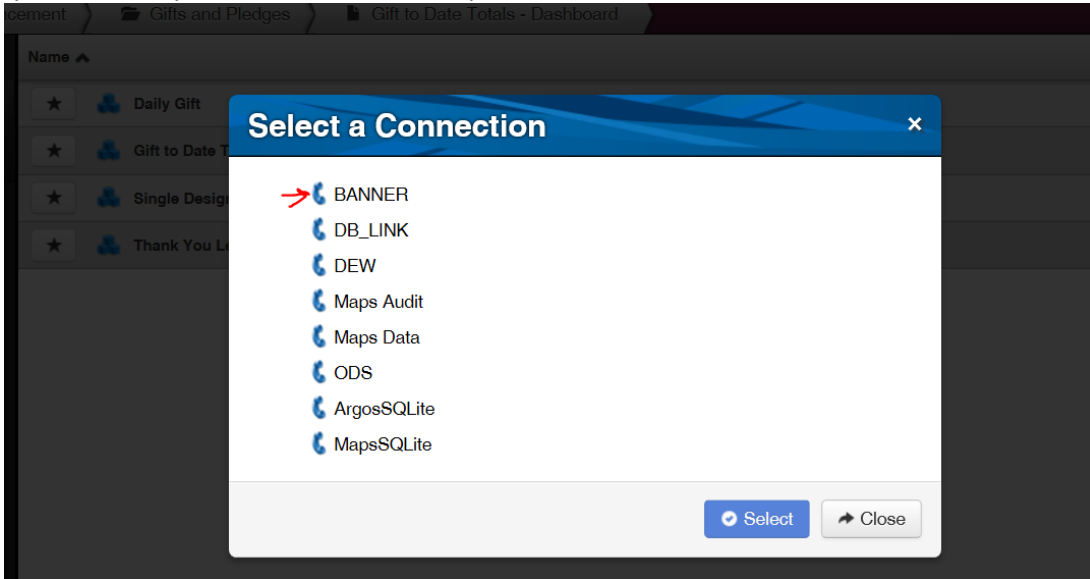 cement Gifts and Pledges Gift to Date Totals - Dashboard
Name
Daily Gift
Select a Connection ×
Gift to Date T
Single Desig
Thank You L
BANNER
DB_LINK
DEW
Maps Audit
Maps Data
ODS
ArgosSQLite
MapsSQLite
Select Close